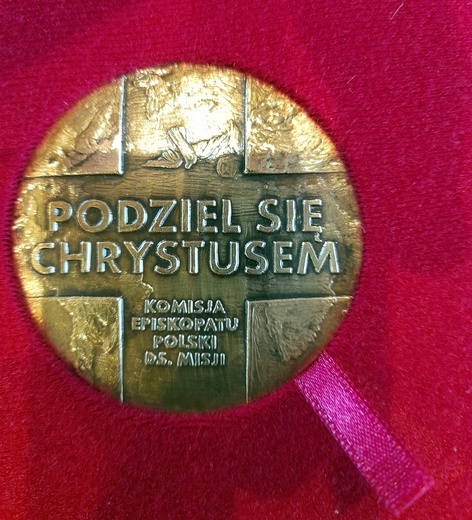 PODZIEL SIĘ
CHRYSTUSEM
KOMISJA
EPISKOPATU
POLSKI
DS. MISJI